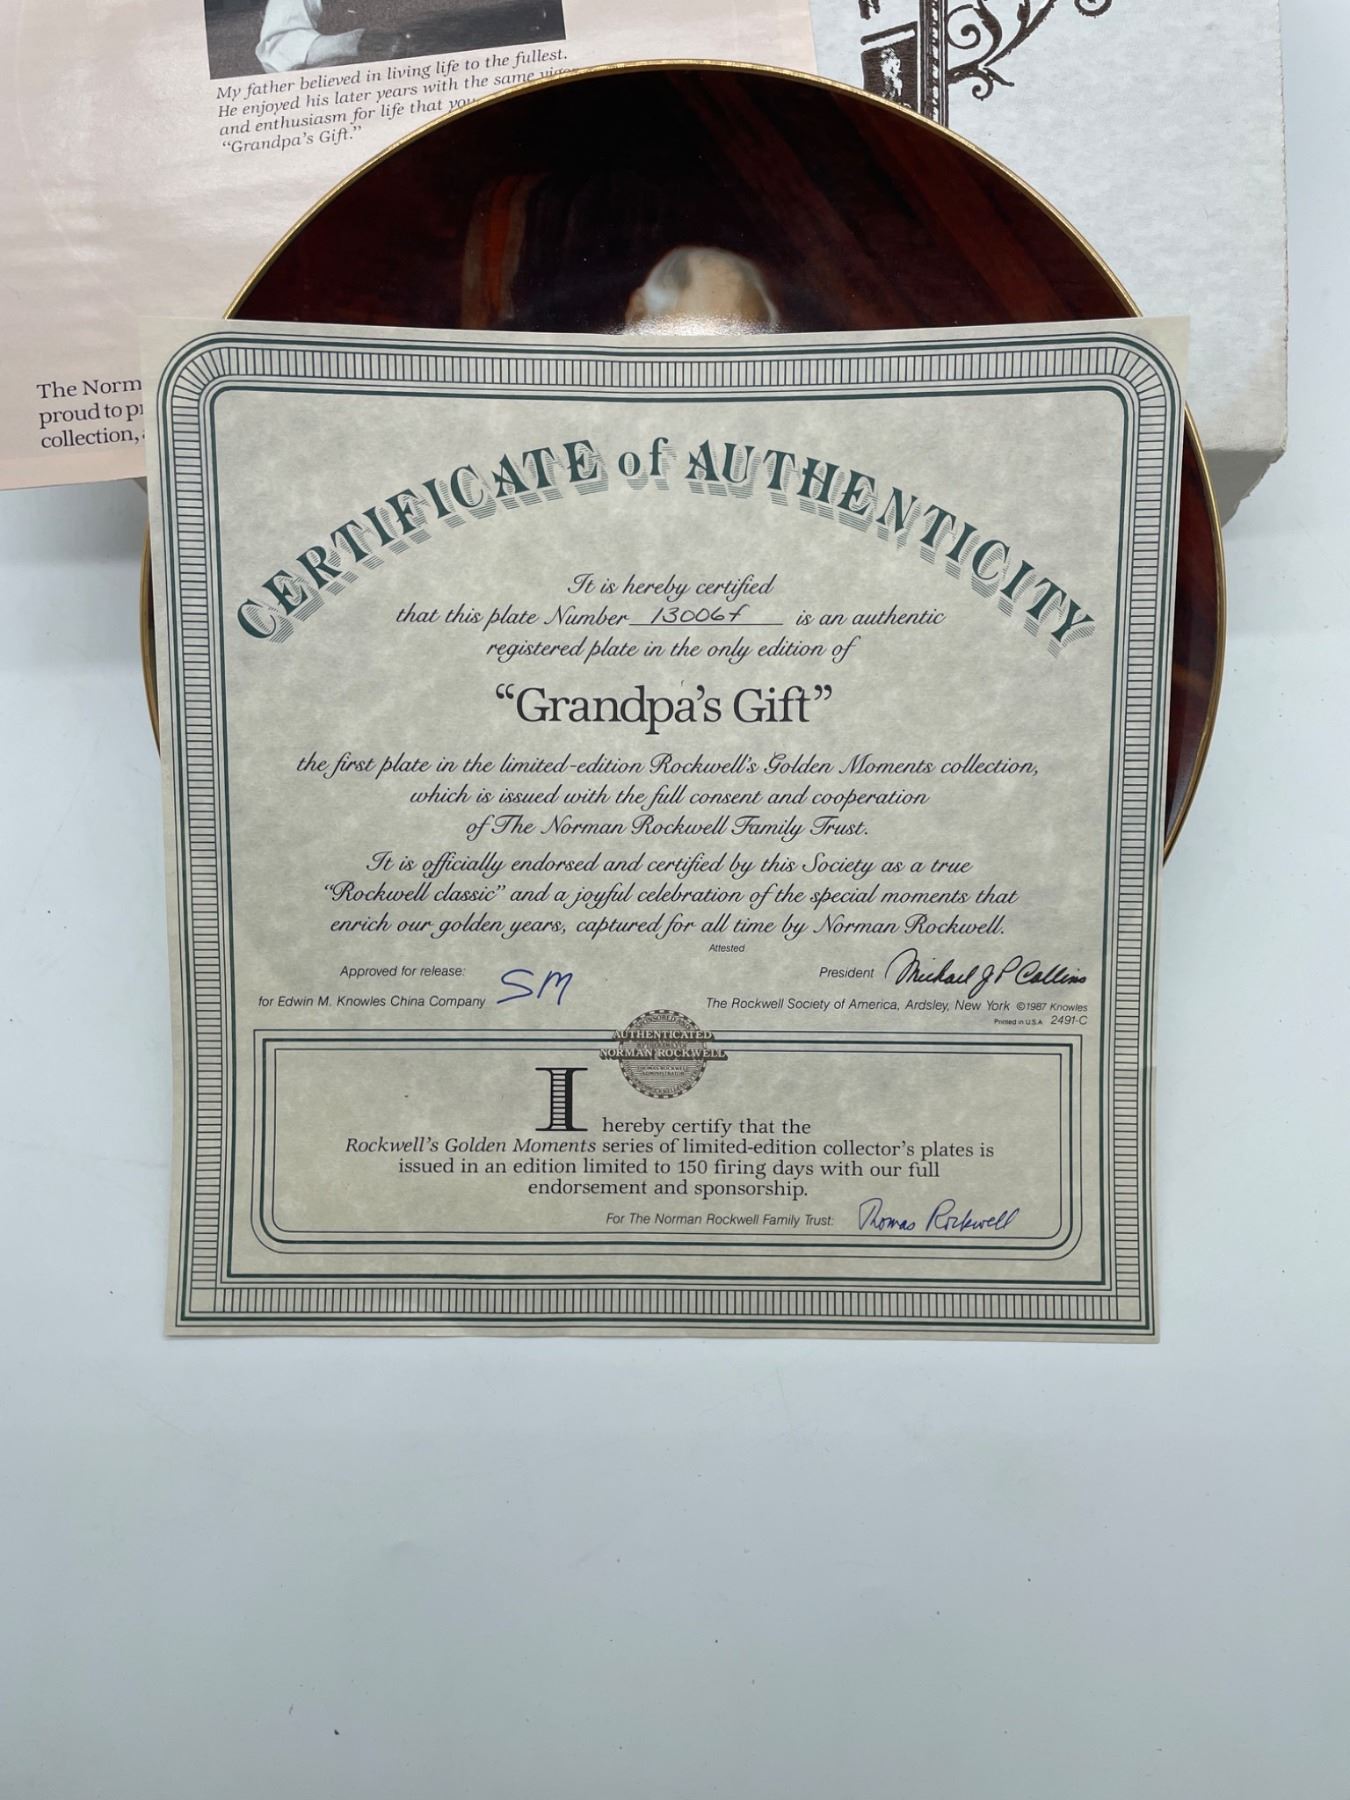 My father believed in living life to the fullest.
He enjoyed his later years with the same
and enthusiasm for life that you
“Grandpa’s Gift.”
The Norm
proud to
collection,
CERTIFICATE of AUTHENTICITY
It is hereby certified
that this plate Number 13006f is an authentic
registered plate in the only edition of
“Grandpa’s Gift”
the first plate in the limited-edition Rockwell’s Golden Moments collection,
which is issued with the full consent and cooperation
of The Norman Rockwell Family Trust.
It is officially endorsed and certified by this Society as a true
“Rockwell classic” and a joyful celebration of the special moments that
enrich our golden years, captured for all time by Norman Rockwell.
Attested
Approved for release: SM
for Edwin M. Knowles China Company
President Michael J P Collins
The Rockwell Society of America, Ardsley, New York ©1987 Knowles
Printed in U.S.A. 2491-C
AUTHENTICATED
NORMAN ROCKWELL
I hereby certify that the
Rockwell’s Golden Moments series of limited-edition collector’s plates is
issued in an edition limited to 150 firing days with our full
endorsement and sponsorship.
For The Norman Rockwell Family Trust: Thomas Rockwell